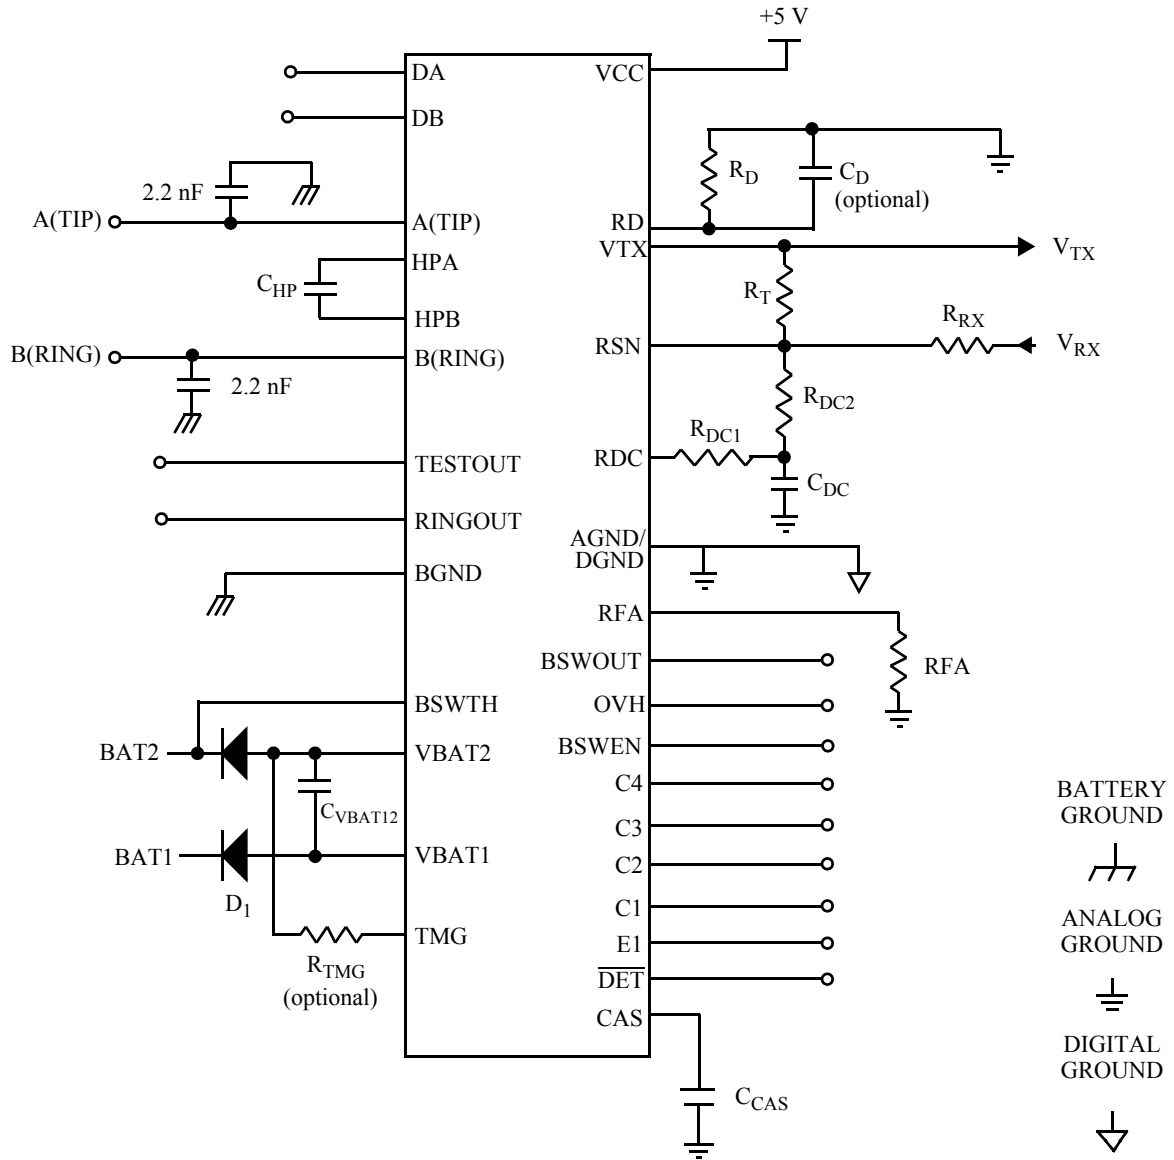 +5 V
DA
VCC
DB
R_D
C_D
(optional)
2.2 nF
A(TIP)
A(TIP)
RD
VTX
V_TX
HPA
C_HP
R_T
HPB
R_RX
B(RING)
B(RING)
RSN
V_RX
2.2 nF
R_DC2
R_DC1
TESTOUT
RDC
C_DC
RINGOUT
AGND/
DGND
BGND
RFA
BSWOUT
RFA
BSWTH
OVH
BAT2
VBAT2
BSWEN
C4
C_VBAT12
BATTERY
GROUND
C3
BAT1
VBAT1
C2
D_1
C1
ANALOG
GROUND
TMG
E1
R_TMG
(optional)
DET
CAS
DIGITAL
GROUND
C_CAS